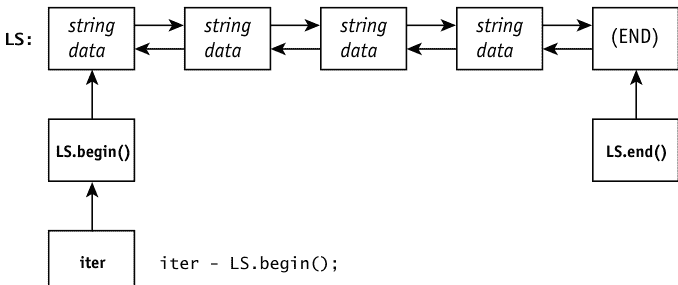 LS: string data string data string data string data (END)
LS.begin() LS.end()
iter iter - LS.begin();